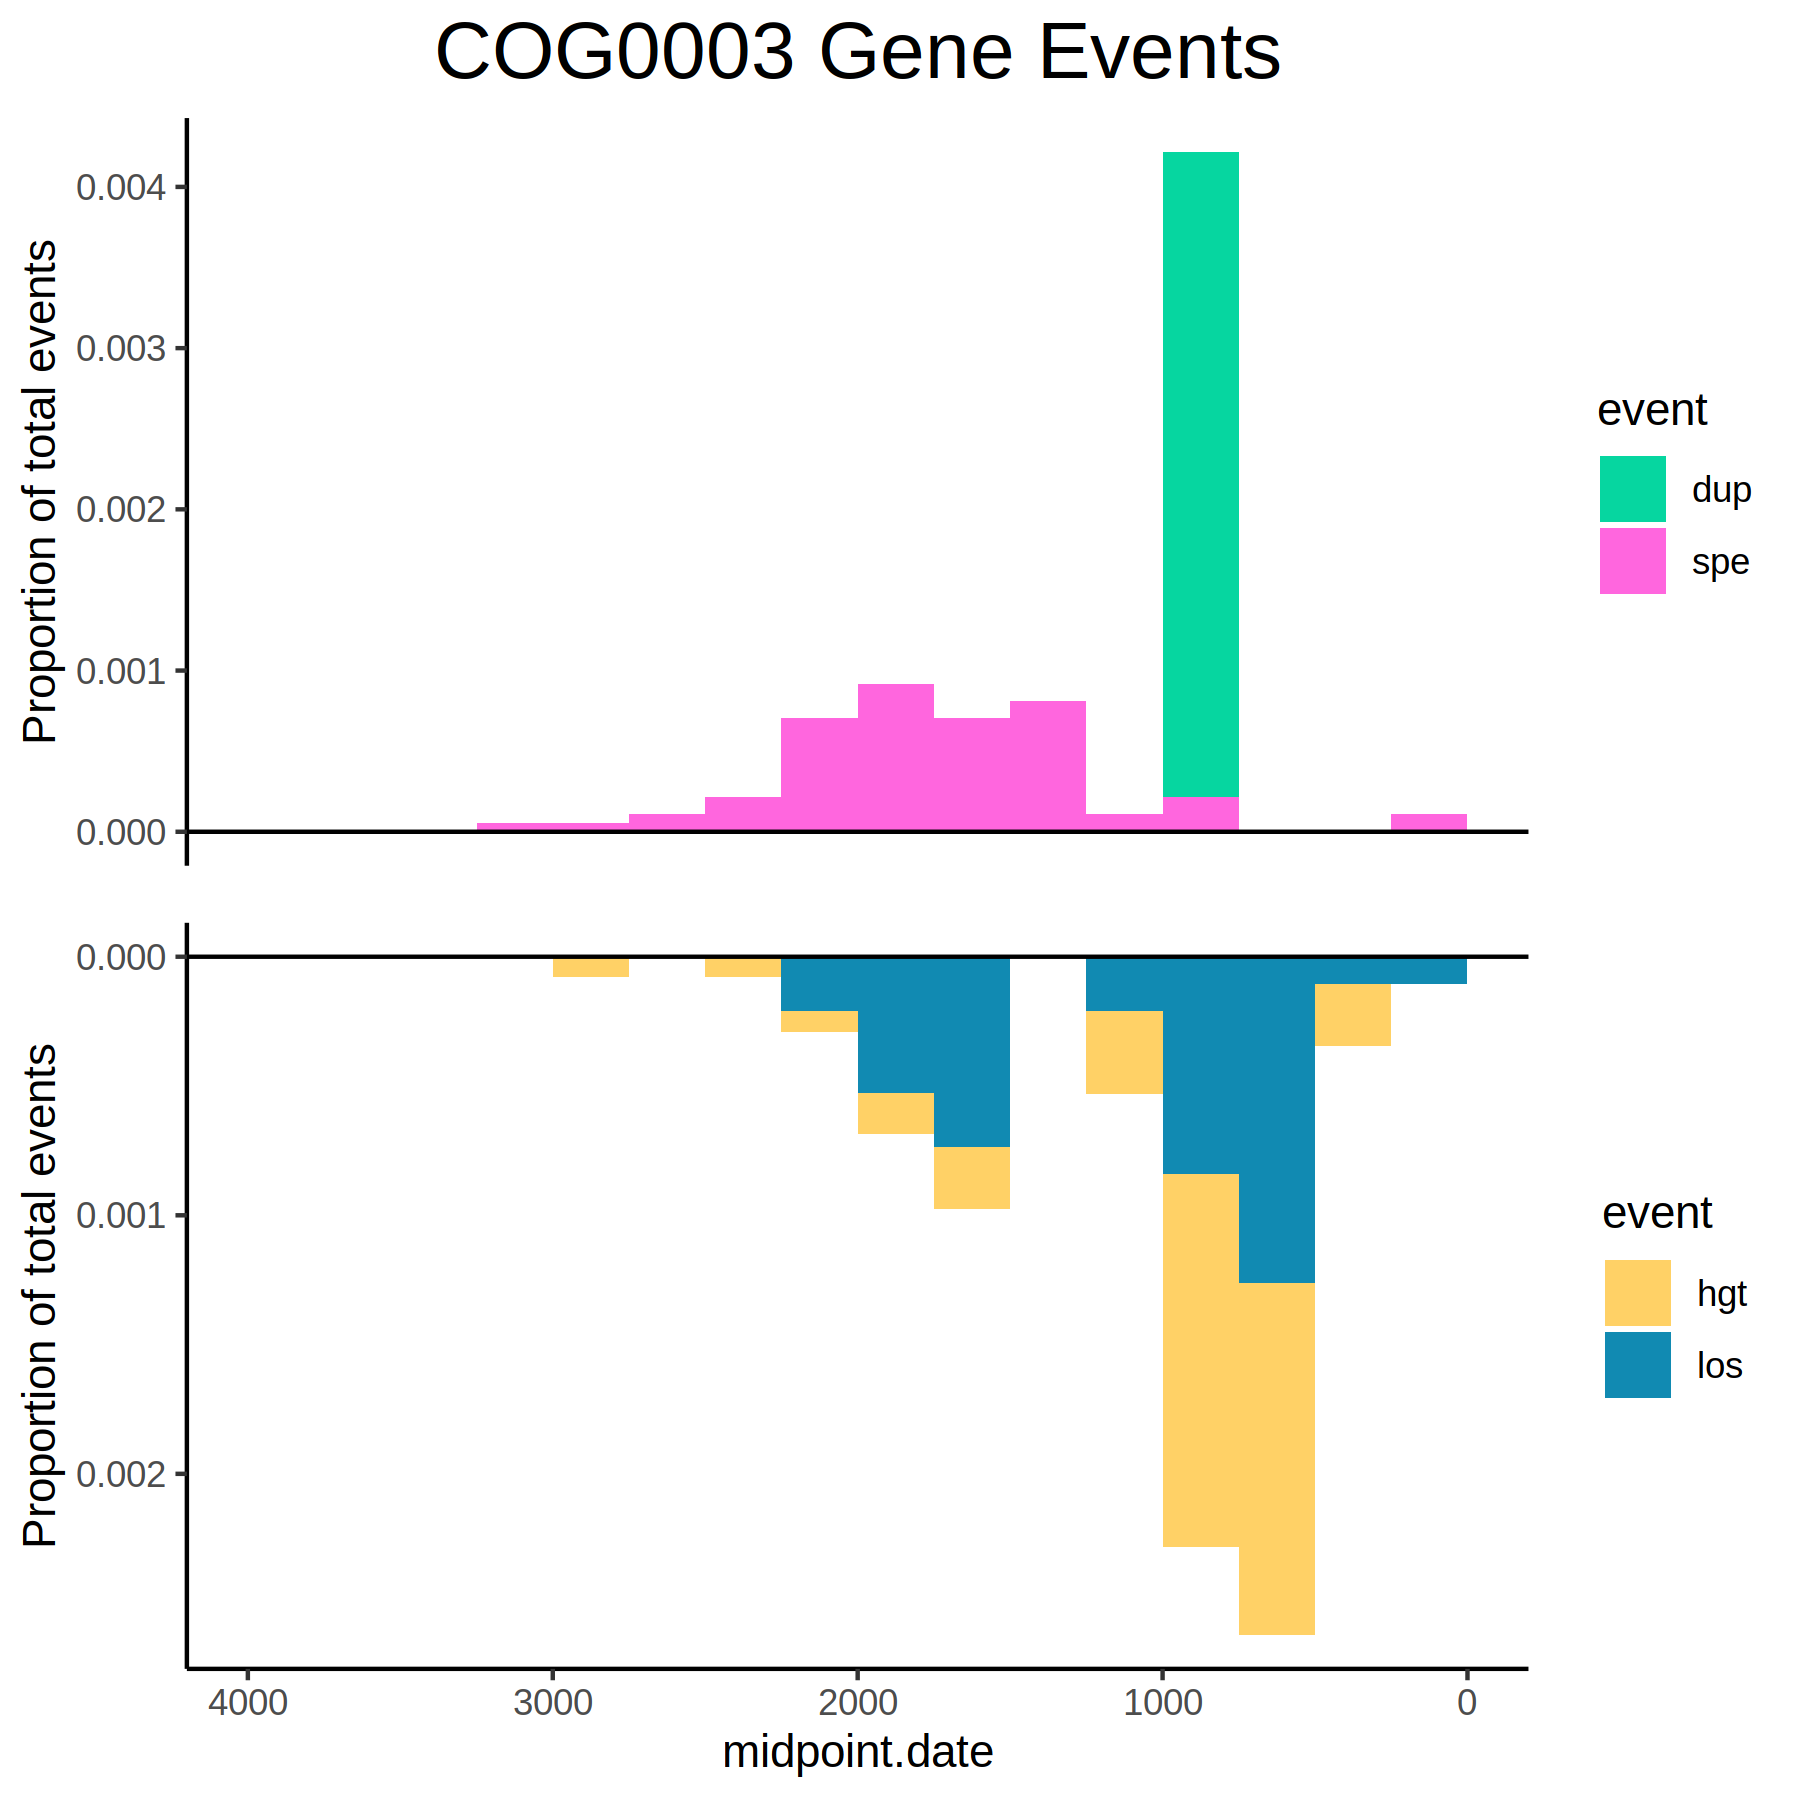 COG0003 Gene Events
Proportion of total events
0.004
0.003
0.002
0.001
0.000
event
dup
spe
Proportion of total events
0.000
0.001
0.002
event
hgt
los
4000 3000 2000 1000 0
midpoint.date